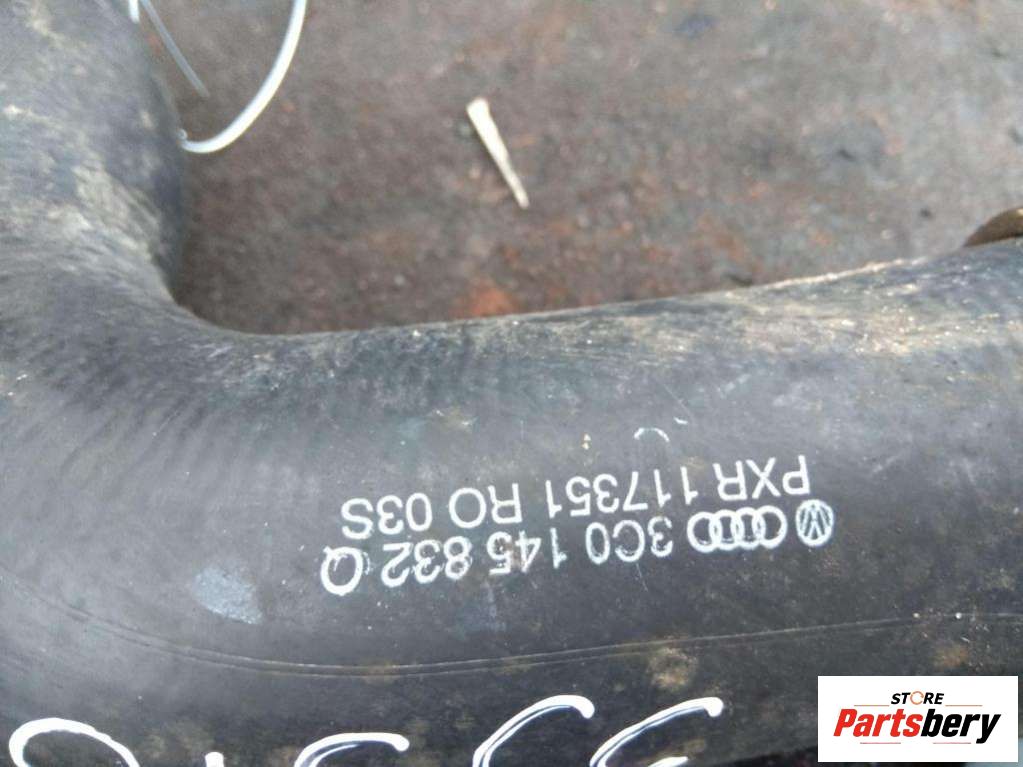 3C0 145 832 Q
PXR 117351 RO 03S
STORE
Partsbery